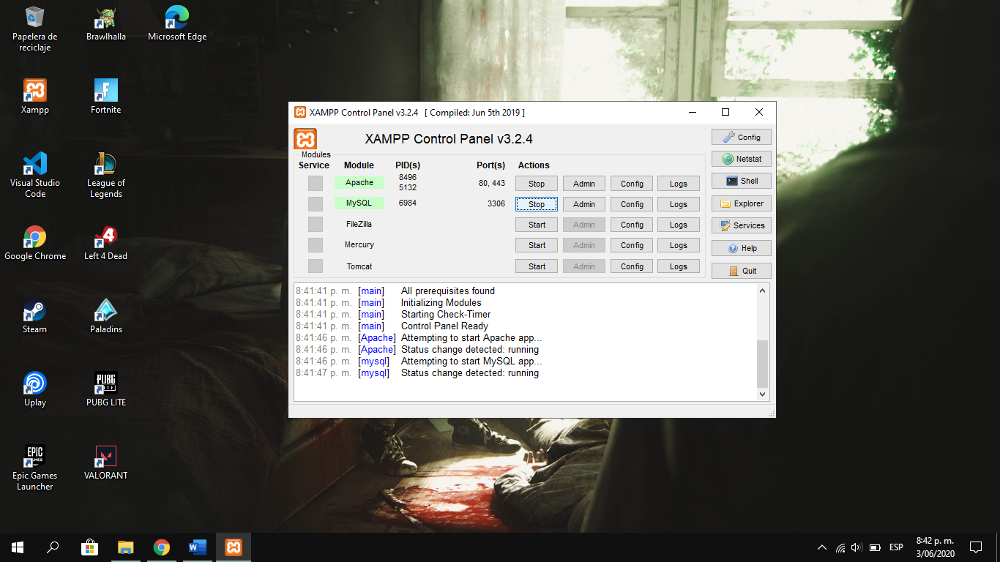 Papelera de
reciclaje
Brawlhalla
Microsoft Edge
Xampp
Fortnite
Visual Studio
Code
League of
Legends
Google Chrome
Left 4 Dead
Steam
Paladins
Uplay
PUBG LITE
Epic Games
Launcher
VALORANT
XAMPP Control Panel v3.2.4 [ Compiled: Jun 5th 2019 ]
XAMPP Control Panel v3.2.4
Config
Modules
Service Module PID(s) Port(s) Actions
Netstat
Apache 8496 5132 80, 443 Stop Admin Config Logs
Shell
MySQL 6984 3306 Stop Admin Config Logs
Explorer
FileZilla Start Admin Config Logs
Services
Mercury Start Admin Config Logs
Help
Tomcat Start Admin Config Logs
Quit
8:41:41 p. m. [main] All prerequisites found
8:41:41 p. m. [main] Initializing Modules
8:41:41 p. m. [main] Starting Check-Timer
8:41:41 p. m. [main] Control Panel Ready
8:41:46 p. m. [Apache] Attempting to start Apache app...
8:41:46 p. m. [Apache] Status change detected: running
8:41:46 p. m. [mysql] Attempting to start MySQL app...
8:41:47 p. m. [mysql] Status change detected: running
ESP
8:42 p. m.
3/06/2020